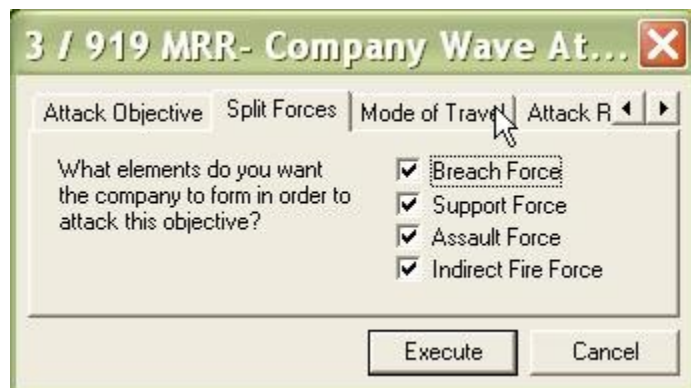 3 / 919 MRR- Company Wave At...
Attack Objective Split Forces Mode of Travel Attack R
What elements do you want
the company to form in order to
attack this objective?
Breach Force
Support Force
Assault Force
Indirect Fire Force
Execute Cancel